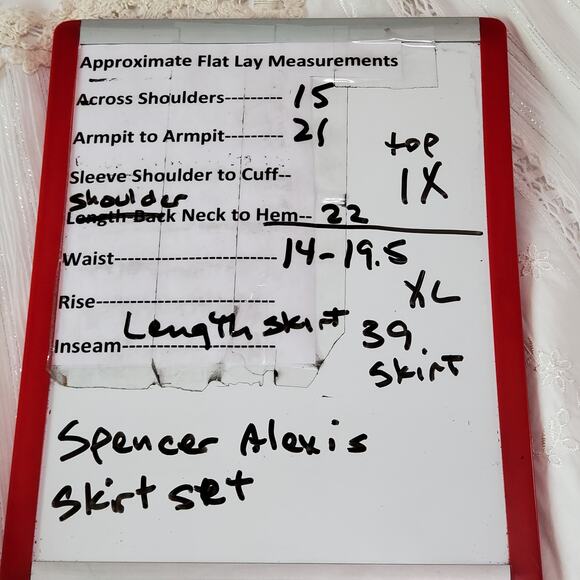 Approximate Flat Lay Measurements
Across Shoulders--------- 15
Armpit to Armpit--------- 21
top
Sleeve Shoulder to Cuff-- 1X
Shoulder
Length Back Neck to Hem-- 22
Waist------------------------- 14-19.5
Rise---------------------------- XL
Length skirt 39
Inseam------------------------ skirt
Spencer Alexis
skirt set